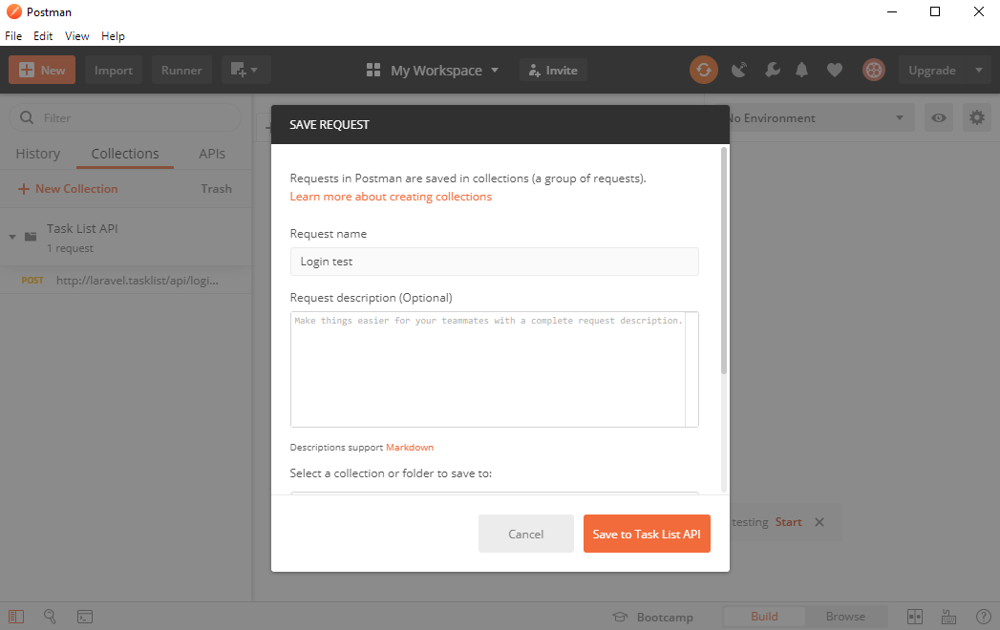 Postman
File Edit View Help
New Import Runner My Workspace Invite Upgrade
Filter
History Collections APIs
New Collection Trash
Task List API
1 request
POST http://laravel.tasklist/api/logi...
No Environment
SAVE REQUEST
Requests in Postman are saved in collections (a group of requests).
Learn more about creating collections
Request name
Login test
Request description (Optional)
Make things easier for your teammates with a complete request description.
Descriptions support Markdown
Select a collection or folder to save to:
Cancel Save to Task List API
testing Start
Bootcamp Build Browse